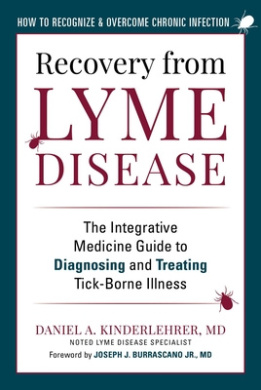 HOW TO RECOGNIZE & OVERCOME CHRONIC INFECTION
Recovery from
LYME
DISEASE
The Integrative
Medicine Guide to
Diagnosing and Treating
Tick-Borne Illness
DANIEL A. KINDERLEHRER, MD
NOTED LYME DISEASE SPECIALIST
Foreword by JOSEPH J. BURRASCANO JR., MD